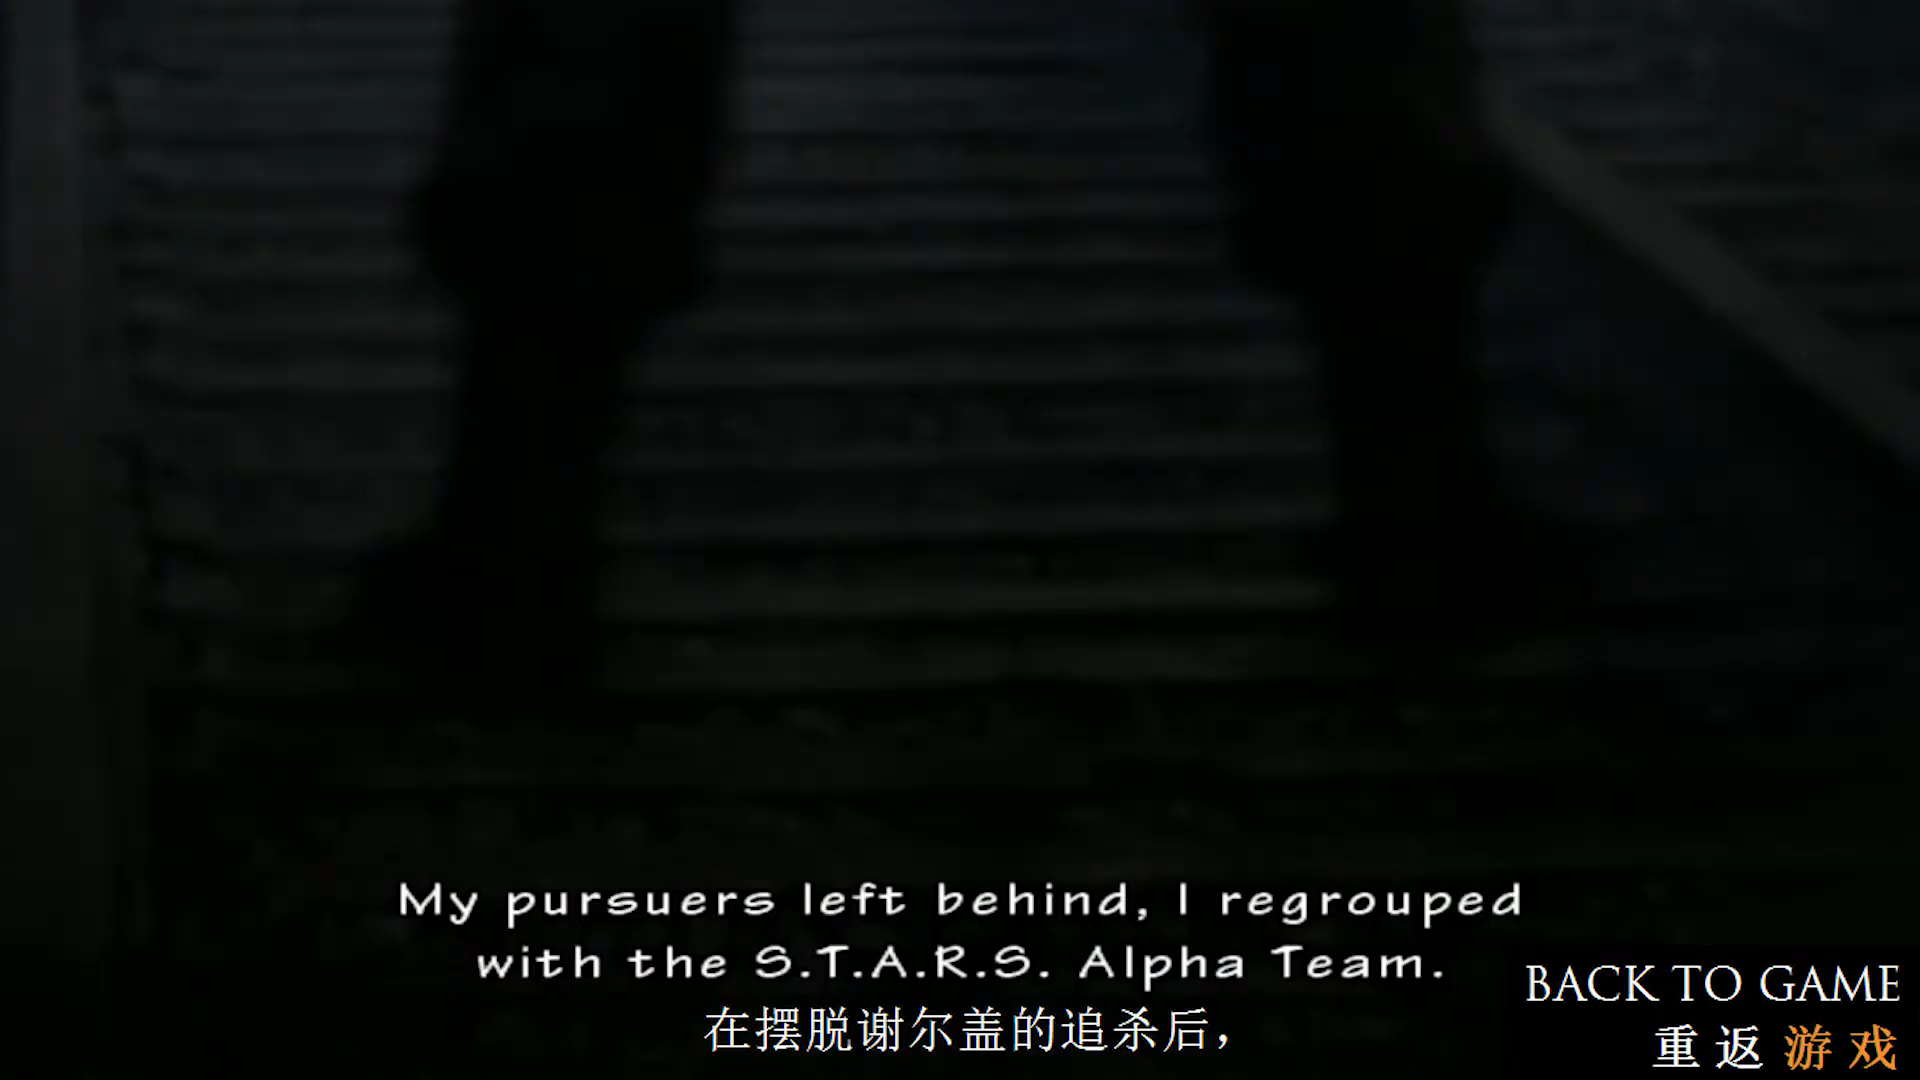 My pursuers left behind, I regrouped
with the S.T.A.R.S. Alpha Team.
在摆脱谢尔盖的追杀后，
BACK TO GAME
重返游戏